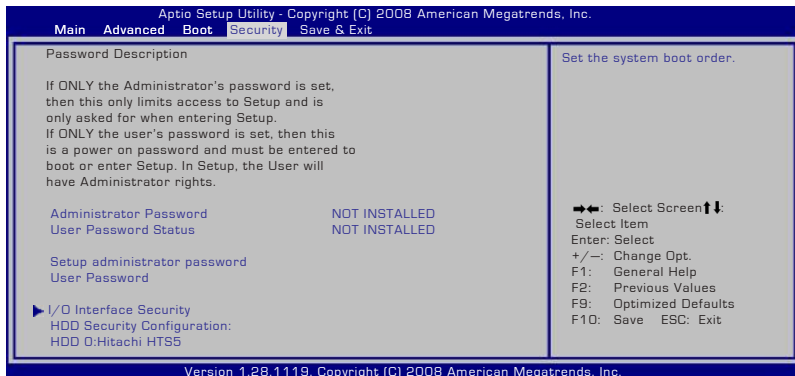 Aptio Setup Utility - Copyright (C) 2008 American Megatrends, Inc.
Main Advanced Boot Security Save & Exit
Password Description
If ONLY the Administrator's password is set,
then this only limits access to Setup and is
only asked for when entering Setup.
If ONLY the user's password is set, then this
is a power on password and must be entered to
boot or enter Setup. In Setup, the User will
have Administrator rights.
Administrator Password NOT INSTALLED
User Password Status NOT INSTALLED
Setup administrator password
User Password
I/O Interface Security
HDD Security Configuration:
HDD 0:Hitachi HTS5
Set the system boot order.
→←: Select Screen↑↓:
Select Item
Enter: Select
+/—: Change Opt.
F1: General Help
F2: Previous Values
F9: Optimized Defaults
F10: Save ESC: Exit
Version 1.28.1119. Copyright (C) 2008 American Megatrends, Inc.